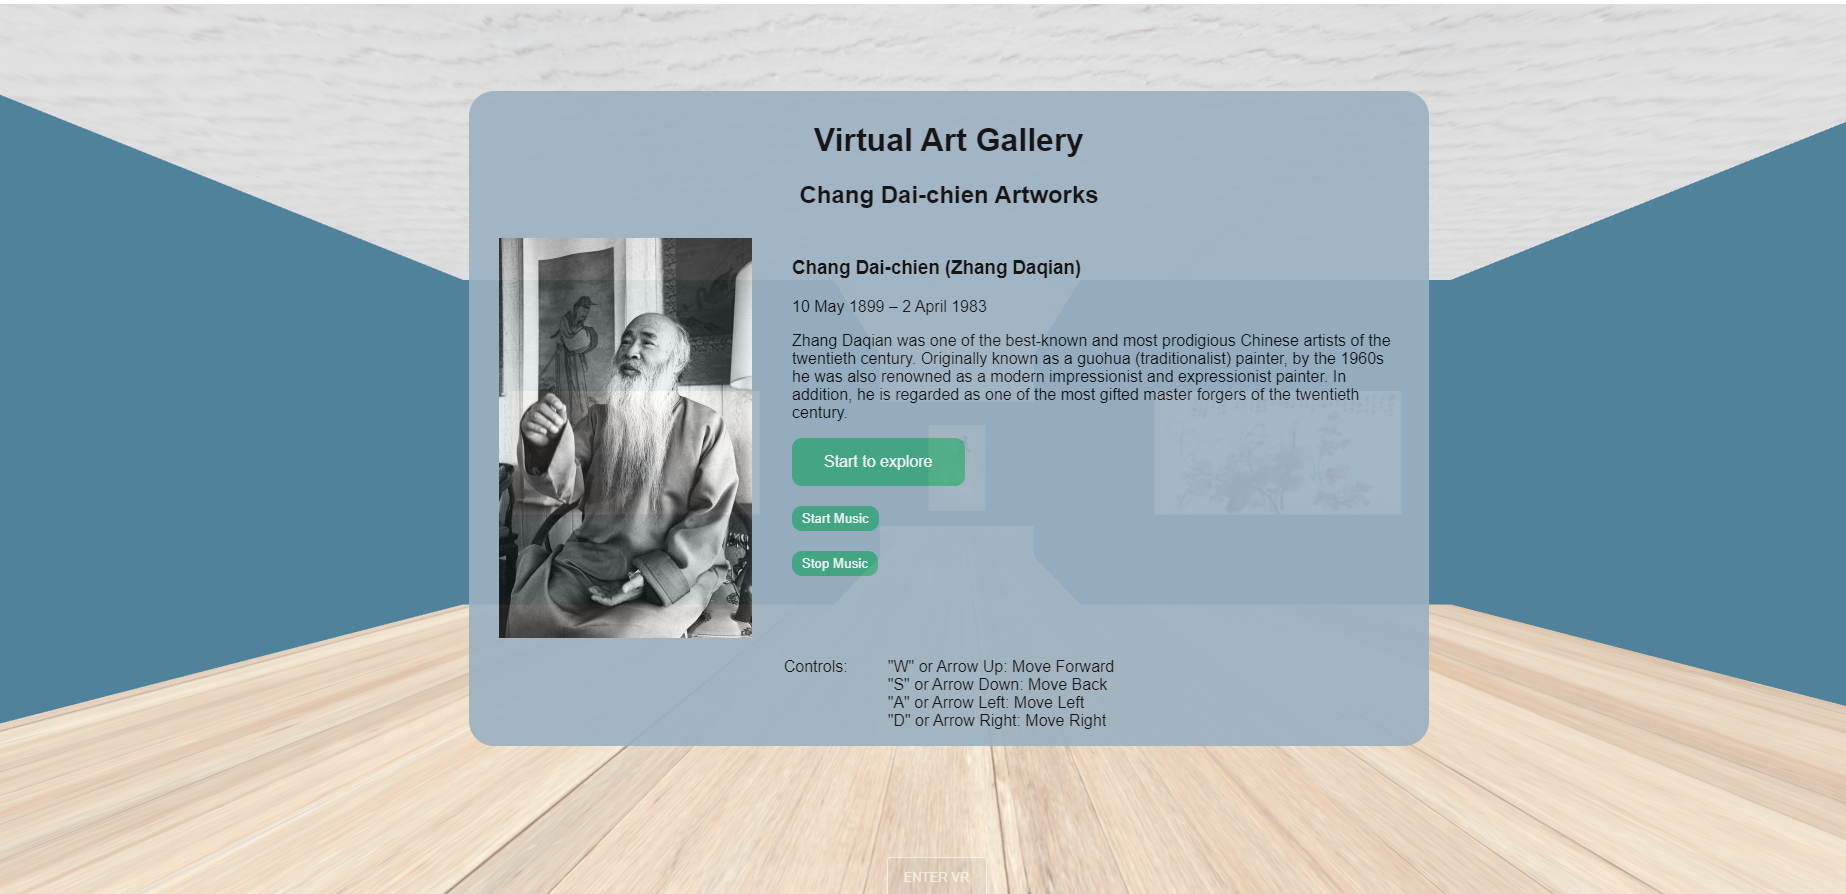 Virtual Art Gallery
Chang Dai-chien Artworks
Chang Dai-chien (Zhang Daqian)
10 May 1899 – 2 April 1983
Zhang Daqian was one of the best-known and most prodigious Chinese artists of the
twentieth century. Originally known as a guohua (traditionalist) painter, by the 1960s
he was also renowned as a modern impressionist and expressionist painter. In
addition, he is regarded as one of the most gifted master forgers of the twentieth
century.
Start to explore
Start Music
Stop Music
Controls:
"W" or Arrow Up: Move Forward
"S" or Arrow Down: Move Back
"A" or Arrow Left: Move Left
"D" or Arrow Right: Move Right
ENTER VR